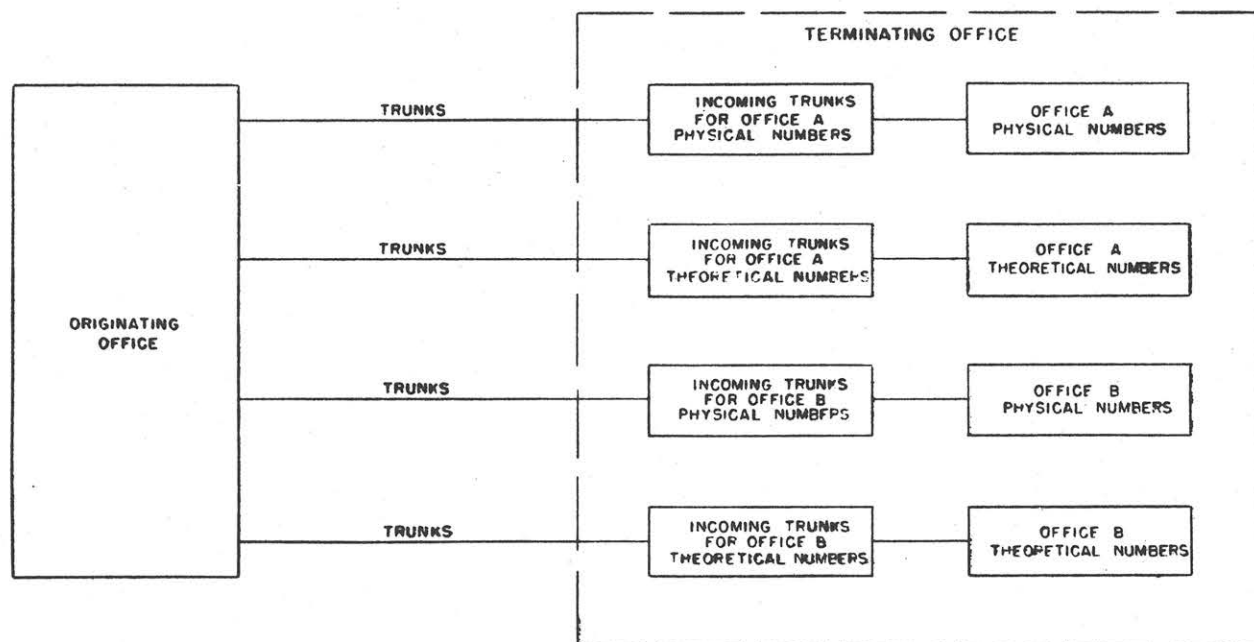 TERMINATING OFFICE
TRUNKS
INCOMING TRUNKS
FOR OFFICE A
PHYSICAL NUMBERS
OFFICE A
PHYSICAL NUMBERS
TRUNKS
INCOMING TRUNKS
FOR OFFICE A
THEORETICAL NUMBERS
OFFICE A
THEORETICAL NUMBERS
ORIGINATING
OFFICE
TRUNKS
INCOMING TRUNKS
FOR OFFICE B
PHYSICAL NUMBERS
OFFICE B
PHYSICAL NUMBERS
TRUNKS
INCOMING TRUNKS
FOR OFFICE B
THEORETICAL NUMBERS
OFFICE B
THEORETICAL NUMBERS